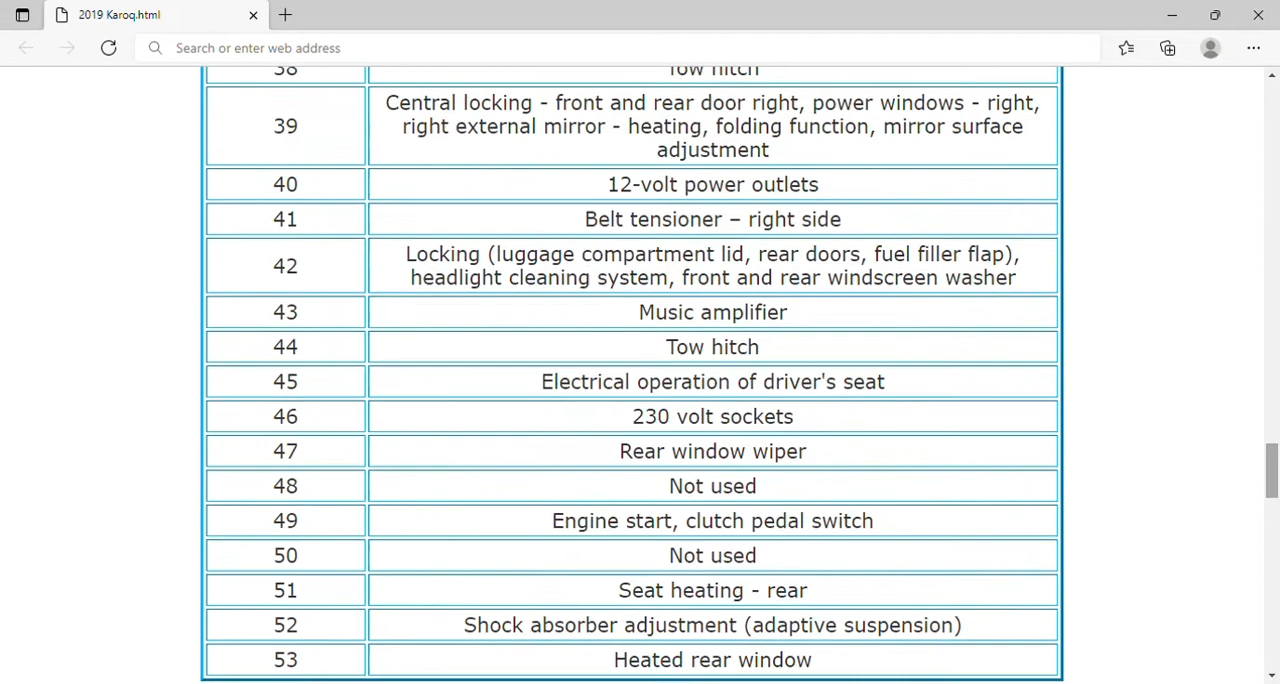 2019 Karoq.html
Search or enter web address
38 Tow hitch
39 Central locking - front and rear door right, power windows - right,
right external mirror - heating, folding function, mirror surface
adjustment
40 12-volt power outlets
41 Belt tensioner – right side
42 Locking (luggage compartment lid, rear doors, fuel filler flap),
headlight cleaning system, front and rear windscreen washer
43 Music amplifier
44 Tow hitch
45 Electrical operation of driver's seat
46 230 volt sockets
47 Rear window wiper
48 Not used
49 Engine start, clutch pedal switch
50 Not used
51 Seat heating - rear
52 Shock absorber adjustment (adaptive suspension)
53 Heated rear window